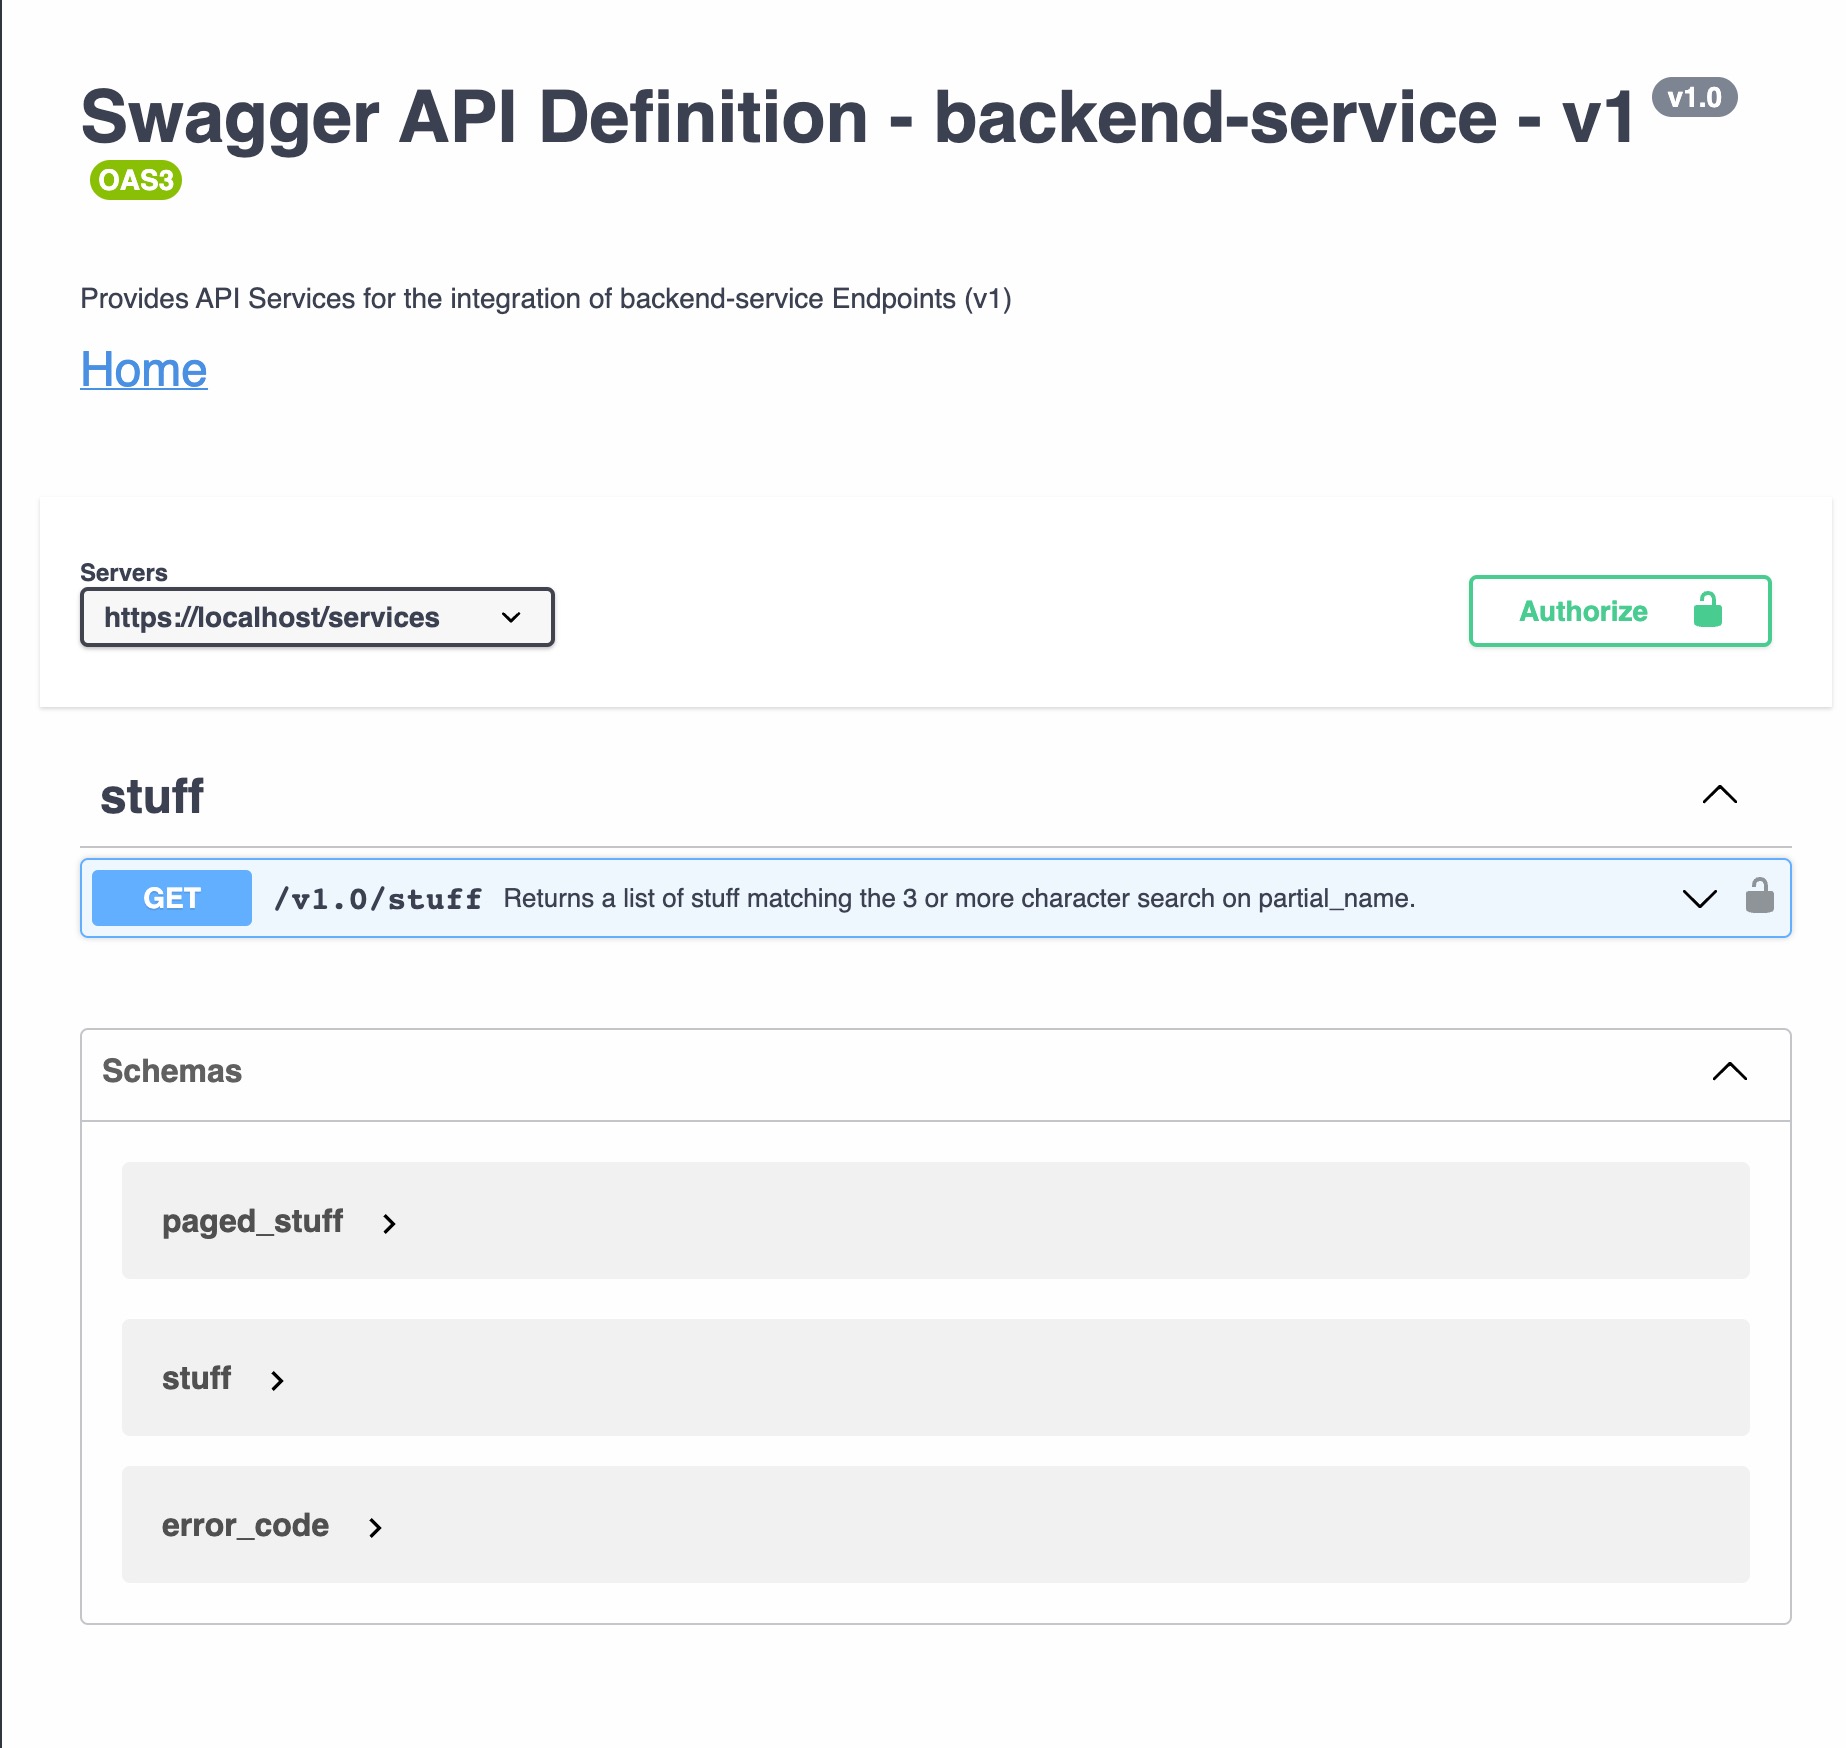 Swagger API Definition - backend-service - v1 v1.0
OAS3
Provides API Services for the integration of backend-service Endpoints (v1)
Home
Servers
https://localhost/services
Authorize
stuff
GET /v1.0/stuff Returns a list of stuff matching the 3 or more character search on partial_name.
Schemas
paged_stuff
stuff
error_code